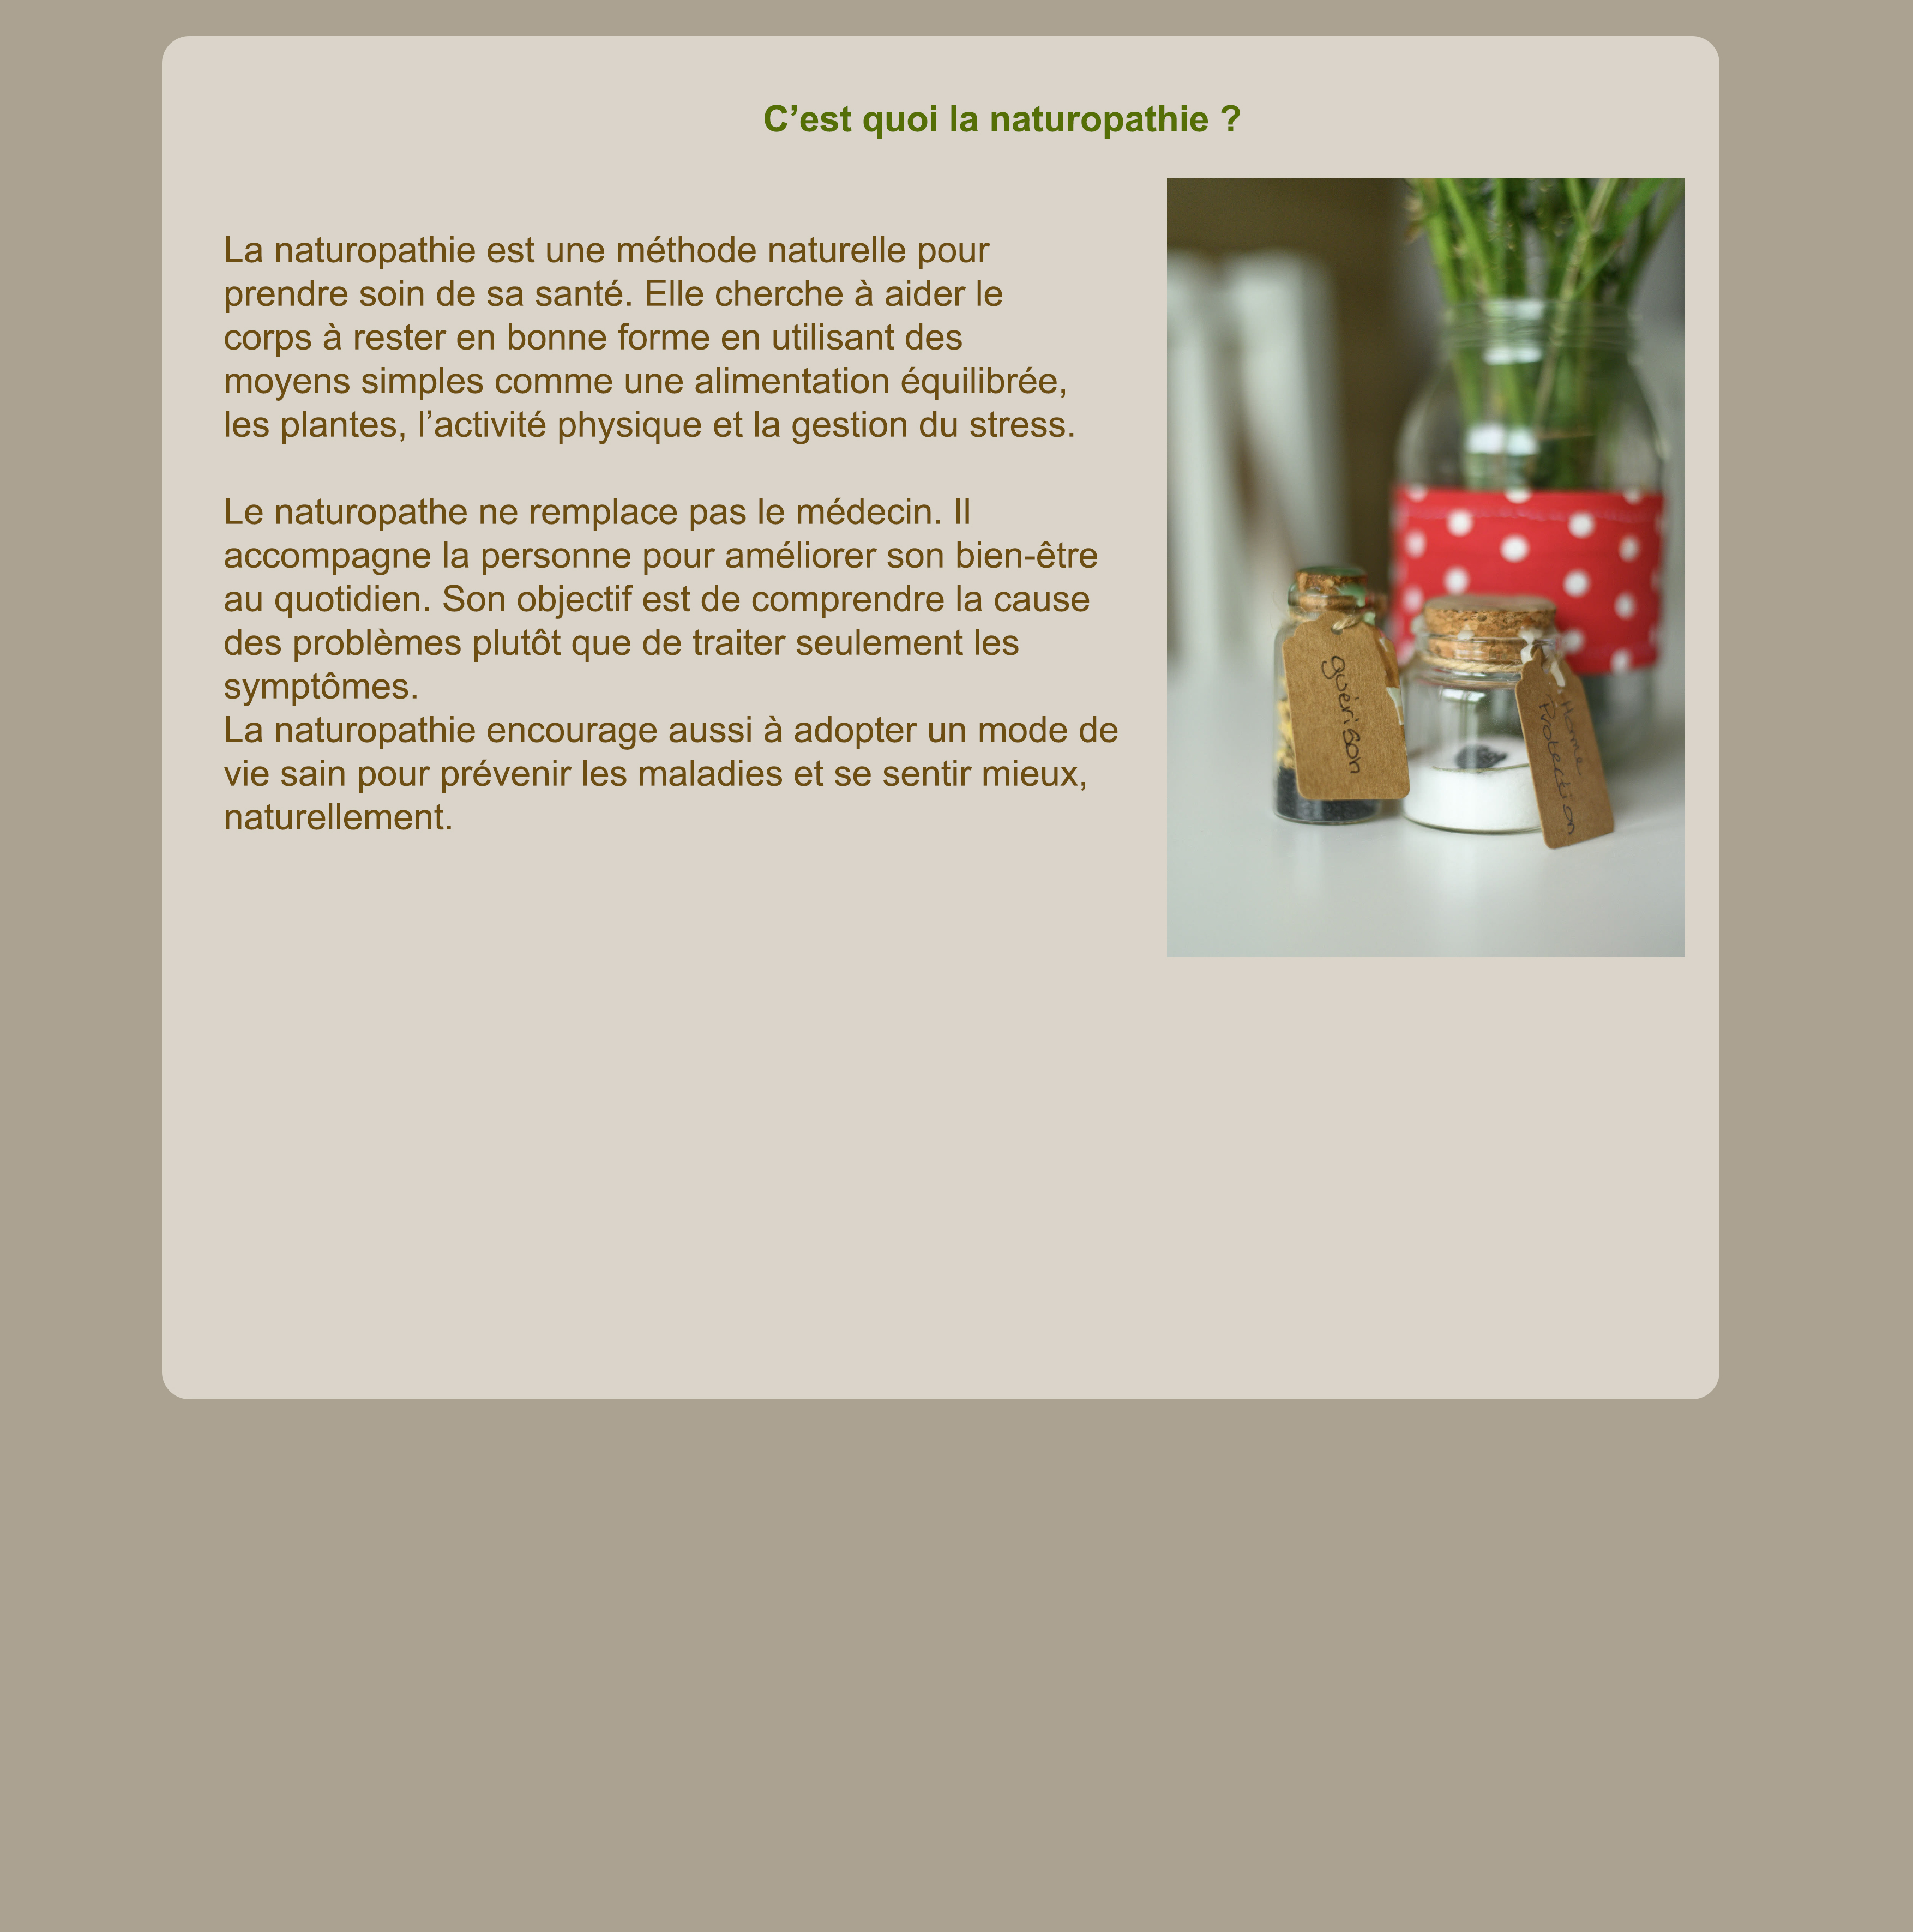 C’est quoi la naturopathie ?
La naturopathie est une méthode naturelle pour
prendre soin de sa santé. Elle cherche à aider le
corps à rester en bonne forme en utilisant des
moyens simples comme une alimentation équilibrée,
les plantes, l’activité physique et la gestion du stress.
Le naturopathe ne remplace pas le médecin. Il
accompagne la personne pour améliorer son bien-être
au quotidien. Son objectif est de comprendre la cause
des problèmes plutôt que de traiter seulement les
symptômes.
La naturopathie encourage aussi à adopter un mode de
vie sain pour prévenir les maladies et se sentir mieux,
naturellement.
guérison
Home
Protection